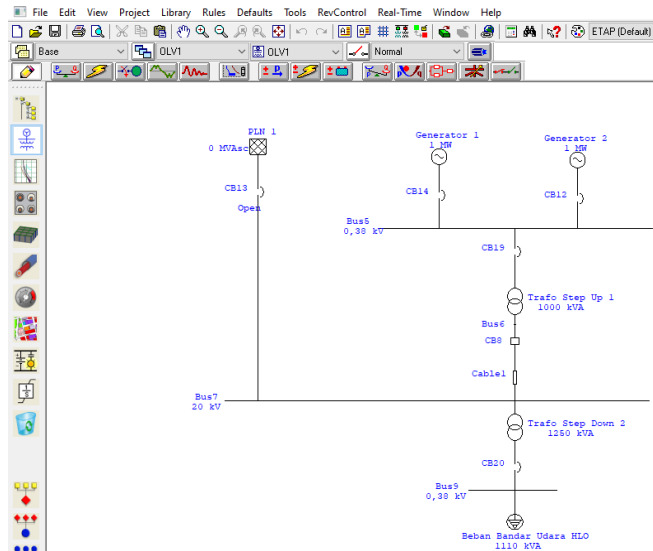 File Edit View Project Library Rules Defaults Tools RevControl Real-Time Window Help
ETAP (Default)
Base OLV1 OLV1 Normal
PLN 1
0 MVAsc
CB13
Open
Generator 1
1 MW
CB14
Generator 2
1 MW
CB12
Bus5
0,38 kV
CB19
Trafo Step Up 1
1000 kVA
Bus6
CB8
Cable1
Bus7
20 kV
Trafo Step Down 2
1250 kVA
CB20
Bus9
0,38 kV
Beban Bandar Udara HLO
1110 kVA